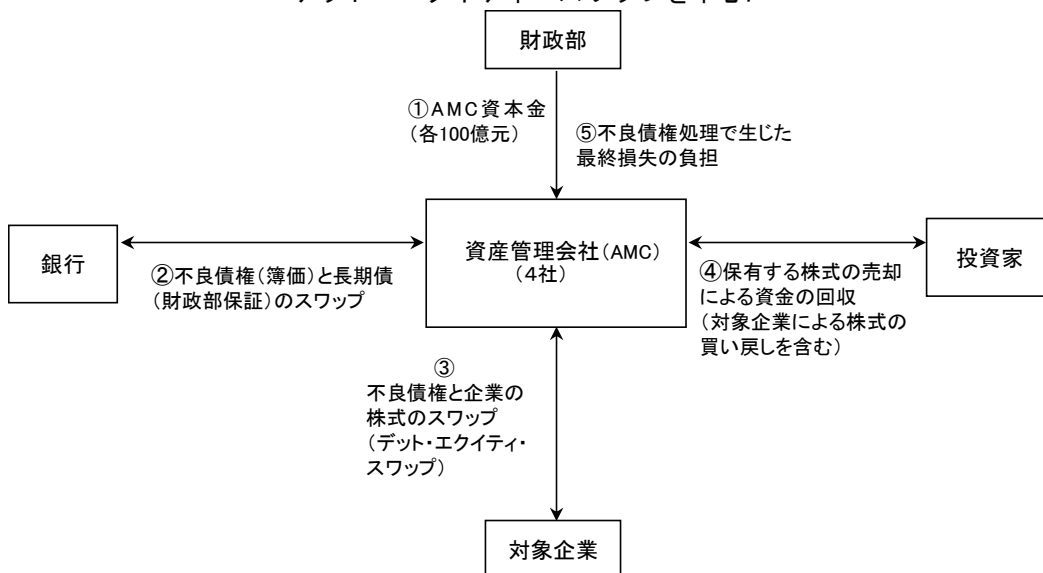 財政部
①AMC資本金
(各100億元)
⑤不良債権処理で生じた
最終損失の負担
銀行
②不良債権(簿価)と長期債
(財政部保証)のスワップ
資産管理会社(AMC)
(4社)
④保有する株式の売却
による資金の回収
(対象企業による株式の
買い戻しを含む)
投資家
③
不良債権と企業の
株式のスワップ
(デット・エクイティ・
スワップ)
対象企業